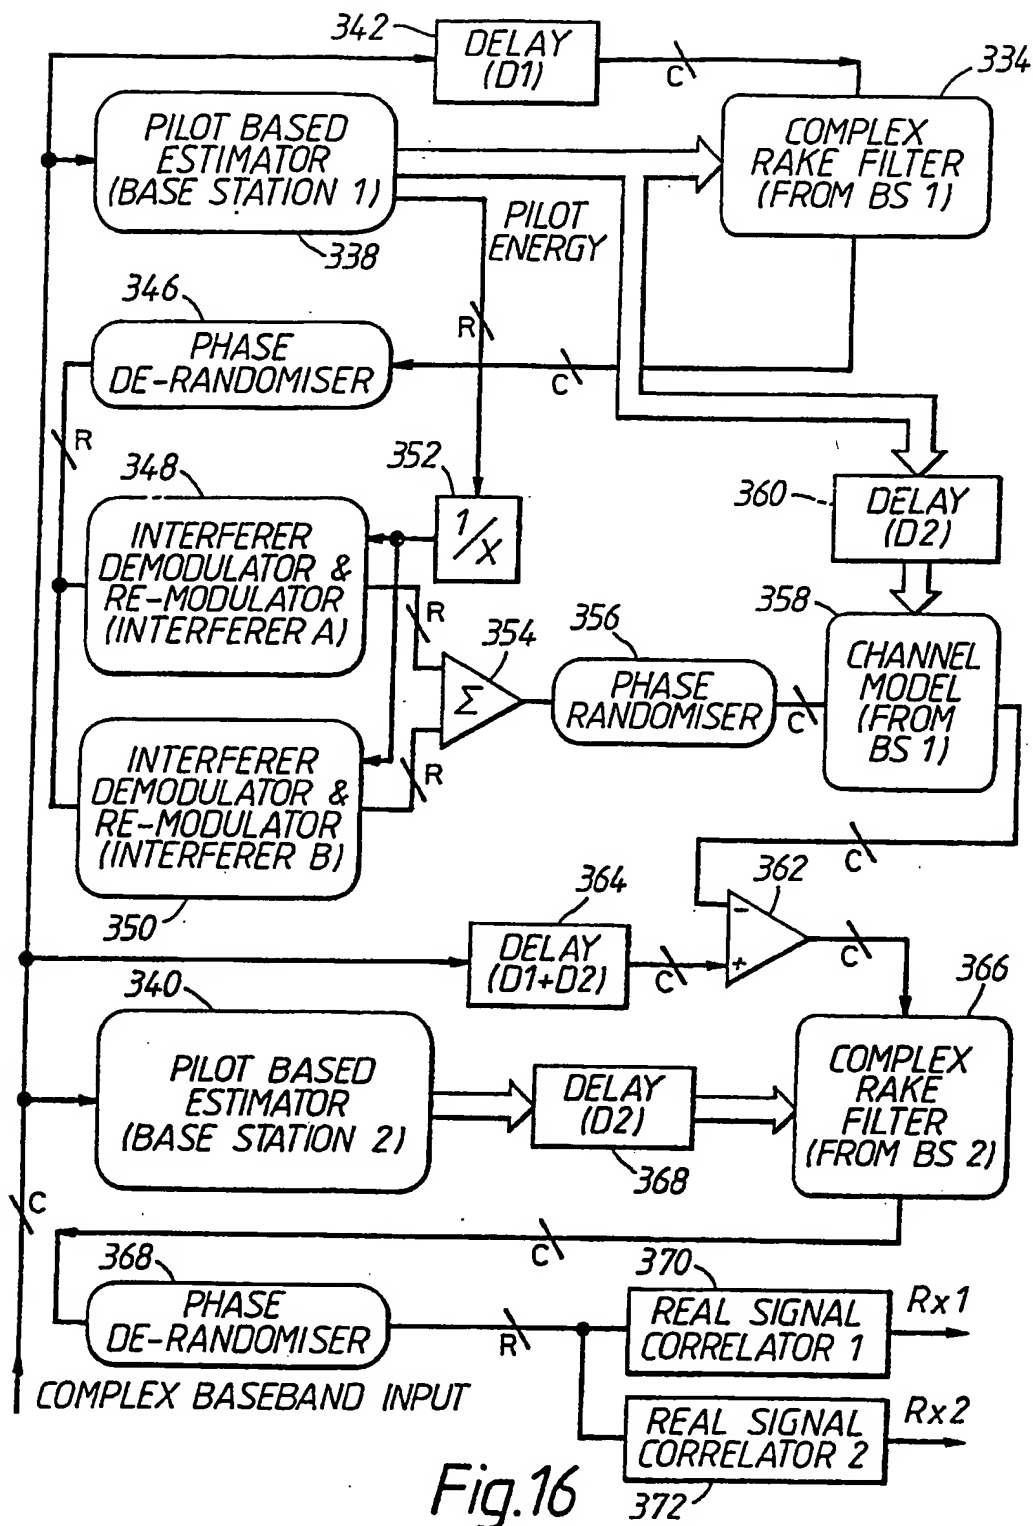 342
DELAY
(D1)
C
334
PILOT BASED
ESTIMATOR
(BASE STATION 1)
338
COMPLEX
RAKE FILTER
(FROM BS 1)
PILOT
ENERGY
346
R
PHASE
DE-RANDOMISER
C
R
348
352
360
DELAY
(D2)
1/X
INTERFERER
DEMODULATOR &
RE-MODULATOR
(INTERFERER A)
R
354
356
358
Σ
PHASE
RANDOMISER
C
CHANNEL
MODEL
(FROM
BS 1)
INTERFERER
DEMODULATOR &
RE-MODULATOR
(INTERFERER B)
R
350
C
364
362
-
+
DELAY
(D1+D2)
C
C
366
340
PILOT BASED
ESTIMATOR
(BASE STATION 2)
DELAY
(D2)
368
COMPLEX
RAKE
FILTER
(FROM BS 2)
C
C
368
PHASE
DE-RANDOMISER
R
370
REAL SIGNAL
CORRELATOR 1
Rx1
COMPLEX BASEBAND INPUT
REAL SIGNAL
CORRELATOR 2
Rx2
372
Fig.16